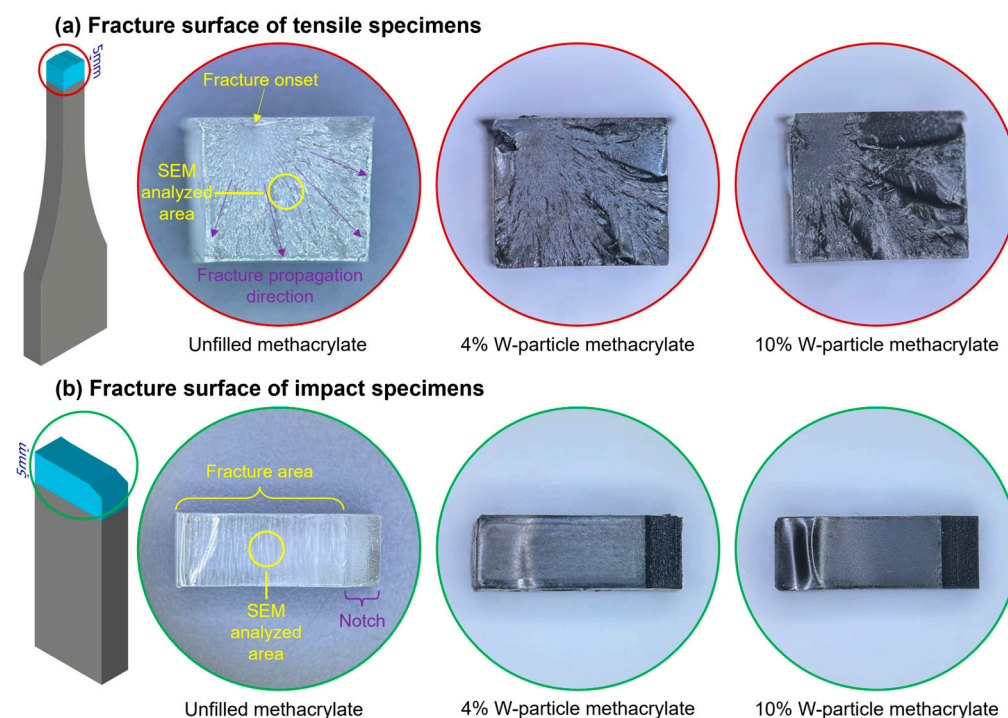 (a) Fracture surface of tensile specimens
5mm
Fracture onset
SEM
analyzed
area
Fracture propagation
direction
Unfilled methacrylate
4% W-particle methacrylate
10% W-particle methacrylate
(b) Fracture surface of impact specimens
5mm
Fracture area
SEM
analyzed
area
Notch
Unfilled methacrylate
4% W-particle methacrylate
10% W-particle methacrylate